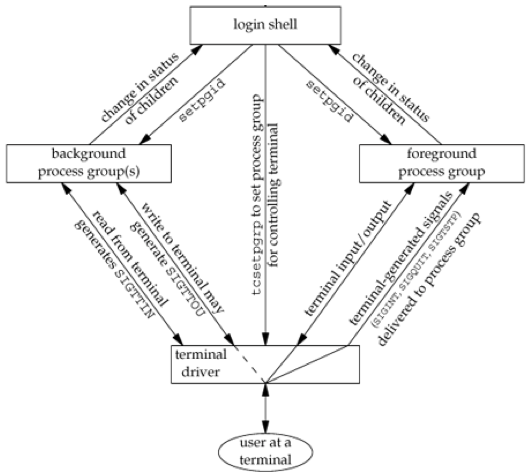 login shell
change in status
of children
setpgid
tcsetpgrp to set process group
for controlling terminal
setpgid
change in status
of children
background
process group(s)
foreground
process group
read from terminal
generates SIGTTIN
write to terminal may
generate SIGTTOU
terminal input/output
terminal-generated signals
(SIGINT, SIGQUIT, SIGTSTP)
delivered to process group
terminal
driver
user at a
terminal